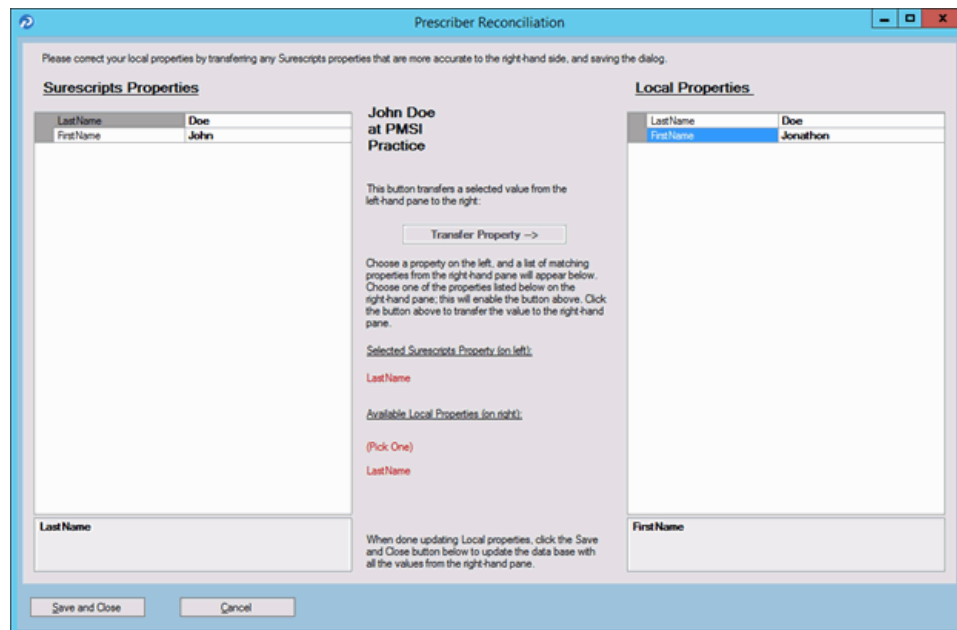 Prescriber Reconciliation
Please correct your local properties by transferring any Surescripts properties that are more accurate to the right-hand side, and saving the dialog.
Surescripts Properties
LastName Doe
FirstName John
LastName
John Doe
at PMSI
Practice
This button transfers a selected value from the
left-hand pane to the right:
Transfer Property -->
Choose a property on the left, and a list of matching
properties from the right-hand pane will appear below.
Choose one of the properties listed below on the
right-hand pane; this will enable the button above. Click
the button above to transfer the value to the right-hand
pane.
Selected Surescripts Property (on left):
LastName
Available Local Properties (on right):
(Pick One)
LastName
When done updating Local properties, click the Save
and Close button below to update the data base with
all the values from the right-hand pane.
Local Properties
LastName Doe
FirstName Jonathon
FirstName
Save and Close
Cancel